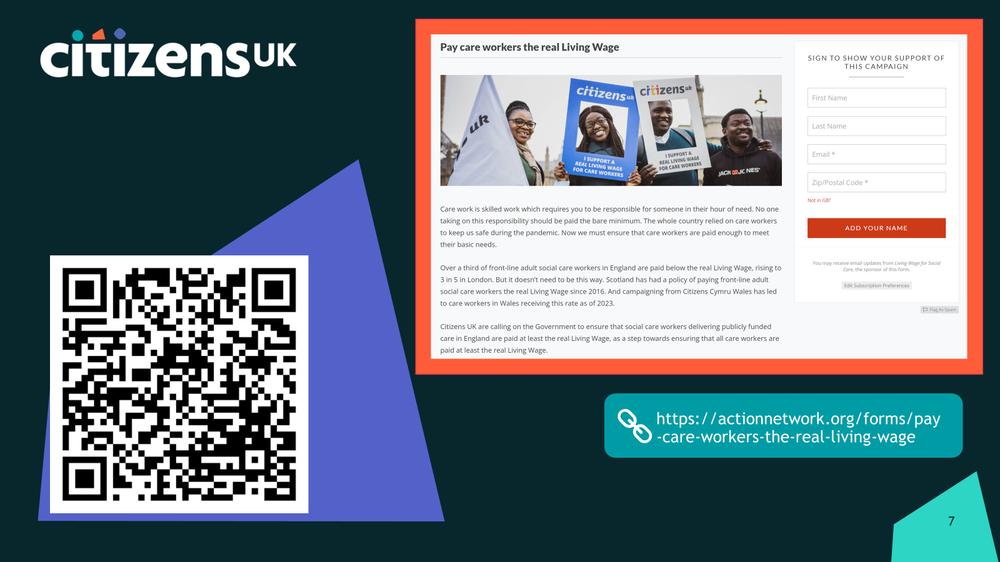 citizens UK
Pay care workers the real Living Wage
uk
citizens uk
I SUPPORT A
REAL LIVING WAGE
FOR CARE WORKERS
citizens uk
I SUPPORT A
REAL LIVING WAGE
FOR CARE WORKERS
JACK JONES
Care work is skilled work which requires you to be responsible for someone in their hour of need. No one
taking on this responsibility should be paid the bare minimum. The whole country relied on care workers
to keep us safe during the pandemic. Now we must ensure that care workers are paid enough to meet
their basic needs.
Over a third of front-line adult social care workers in England are paid below the real Living Wage, rising to
3 in 5 in London. But it doesn’t need to be this way. Scotland has had a policy of paying front-line adult
social care workers the real Living Wage since 2016. And campaigning from Citizens Cymru Wales has led
to care workers in Wales receiving this rate as of 2023.
Citizens UK are calling on the Government to ensure that social care workers delivering publicly funded
care in England are paid at least the real Living Wage, as a step towards ensuring that all care workers are
paid at least the real Living Wage.
SIGN TO SHOW YOUR SUPPORT OF
THIS CAMPAIGN
First Name
Last Name
Email *
Zip/Postal Code *
Not in GB?
ADD YOUR NAME
You may receive email updates from Living Wage for Social
Care, the sponsor of this form.
Edit Subscription Preferences
Flag As Spam
https://actionnetwork.org/forms/pay
-care-workers-the-real-living-wage
7